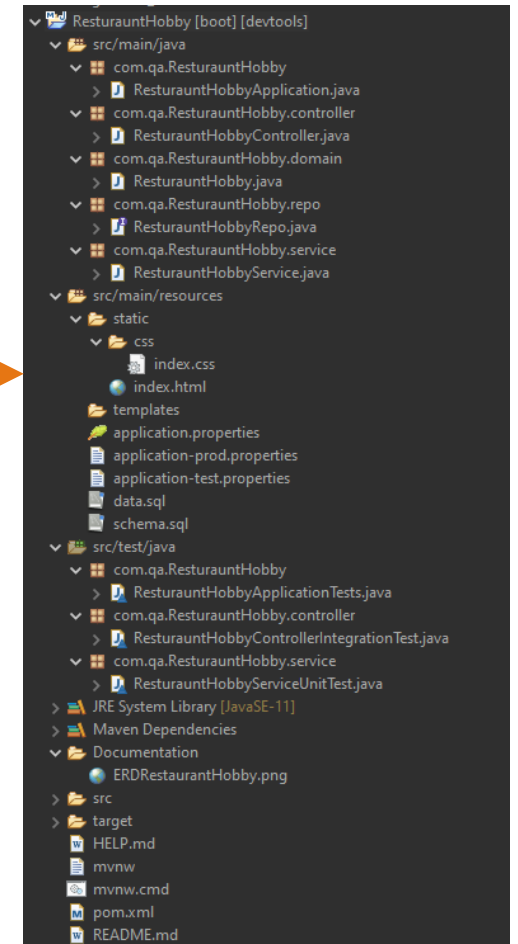 ResturauntHobby [boot] [devtools]
src/main/java
com.qa.ResturauntHobby
ResturauntHobbyApplication.java
com.qa.ResturauntHobby.controller
ResturauntHobbyController.java
com.qa.ResturauntHobby.domain
ResturauntHobby.java
com.qa.ResturauntHobby.repo
ResturauntHobbyRepo.java
com.qa.ResturauntHobby.service
ResturauntHobbyService.java
src/main/resources
static
css
index.css
index.html
templates
application.properties
application-prod.properties
application-test.properties
data.sql
schema.sql
src/test/java
com.qa.ResturauntHobby
ResturauntHobbyApplicationTests.java
com.qa.ResturauntHobby.controller
ResturauntHobbyControllerIntegrationTest.java
com.qa.ResturauntHobby.service
ResturauntHobbyServiceUnitTest.java
JRE System Library [JavaSE-11]
Maven Dependencies
Documentation
ERDRestaurantHobby.png
src
target
HELP.md
mvnw
mvnw.cmd
pom.xml
README.md